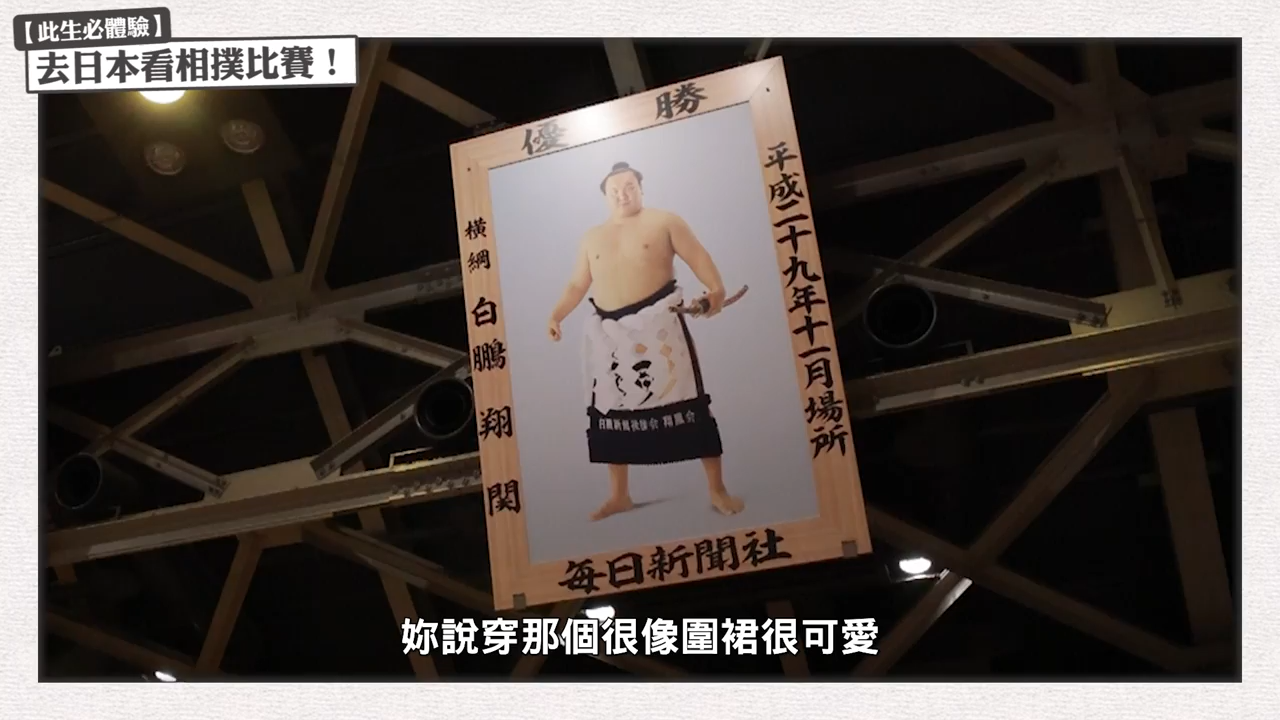 【此生必體驗】
去日本看相撲比賽！
優勝
平成二十九年十一月場所
横綱 白鵬翔関
毎日新聞社
妳說穿那個很像圍裙很可愛